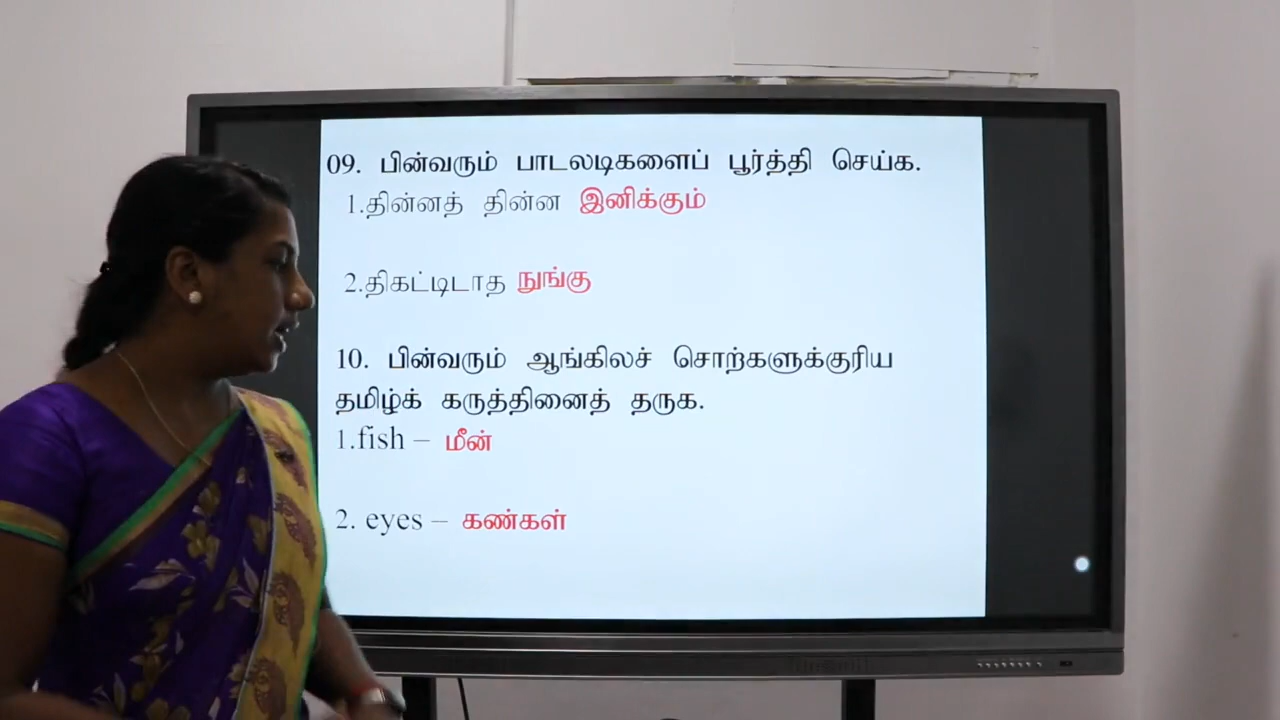 09. பின்வரும் பாடலடிகளைப் பூர்த்தி செய்க.
1.தின்னத் தின்ன இனிக்கும்
2.திகட்டிடாத நுங்கு
10. பின்வரும் ஆங்கிலச் சொற்களுக்குரிய
தமிழ்க் கருத்தினைத் தருக.
1.fish – மீன்
2. eyes – கண்கள்